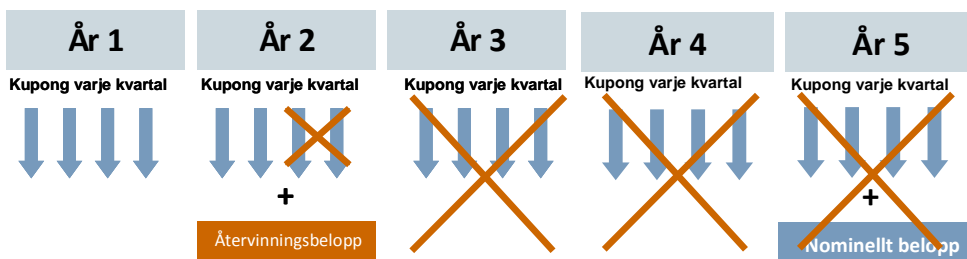 År 1
År 2
År 3
År 4
År 5
Kupong varje kvartal
Kupong varje kvartal
Kupong varje kvartal
Kupong varje kvartal
Kupong varje kvartal
+
+
Återvinningsbelopp
Nominellt belopp